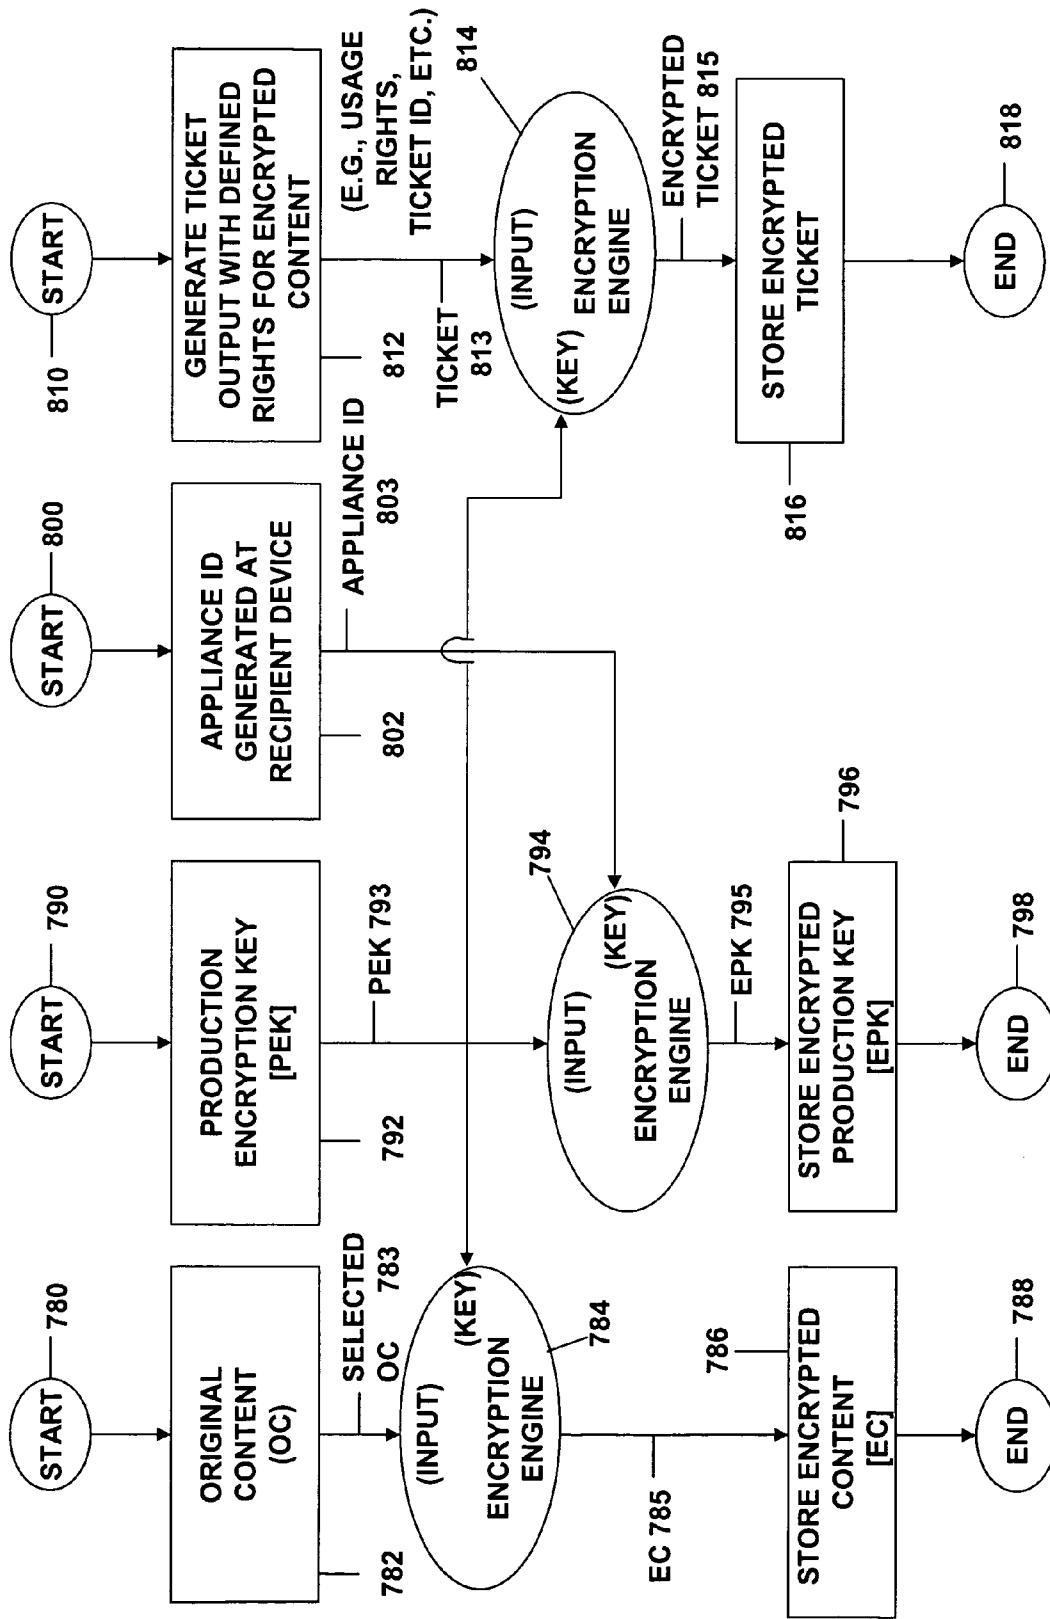 START
780
ORIGINAL
CONTENT
(OC)
782
SELECTED
OC 783
(INPUT)
(KEY)
ENCRYPTION
ENGINE
784
EC 785
786
STORE ENCRYPTED
CONTENT
[EC]
END
788
START
790
PRODUCTION
ENCRYPTION KEY
[PEK]
792
PEK 793
794
(INPUT)
(KEY)
ENCRYPTION
ENGINE
EPK 795
STORE ENCRYPTED
PRODUCTION KEY
[EPK]
796
END
798
START
800
APPLIANCE ID
GENERATED AT
RECIPIENT DEVICE
802
APPLIANCE ID
803
810
START
GENERATE TICKET
OUTPUT WITH DEFINED
RIGHTS FOR ENCRYPTED
CONTENT
812
TICKET
813
(E.G., USAGE
RIGHTS,
TICKET ID, ETC.)
814
(INPUT)
(KEY)
ENCRYPTION
ENGINE
ENCRYPTED
TICKET 815
STORE ENCRYPTED
TICKET
816
END
818